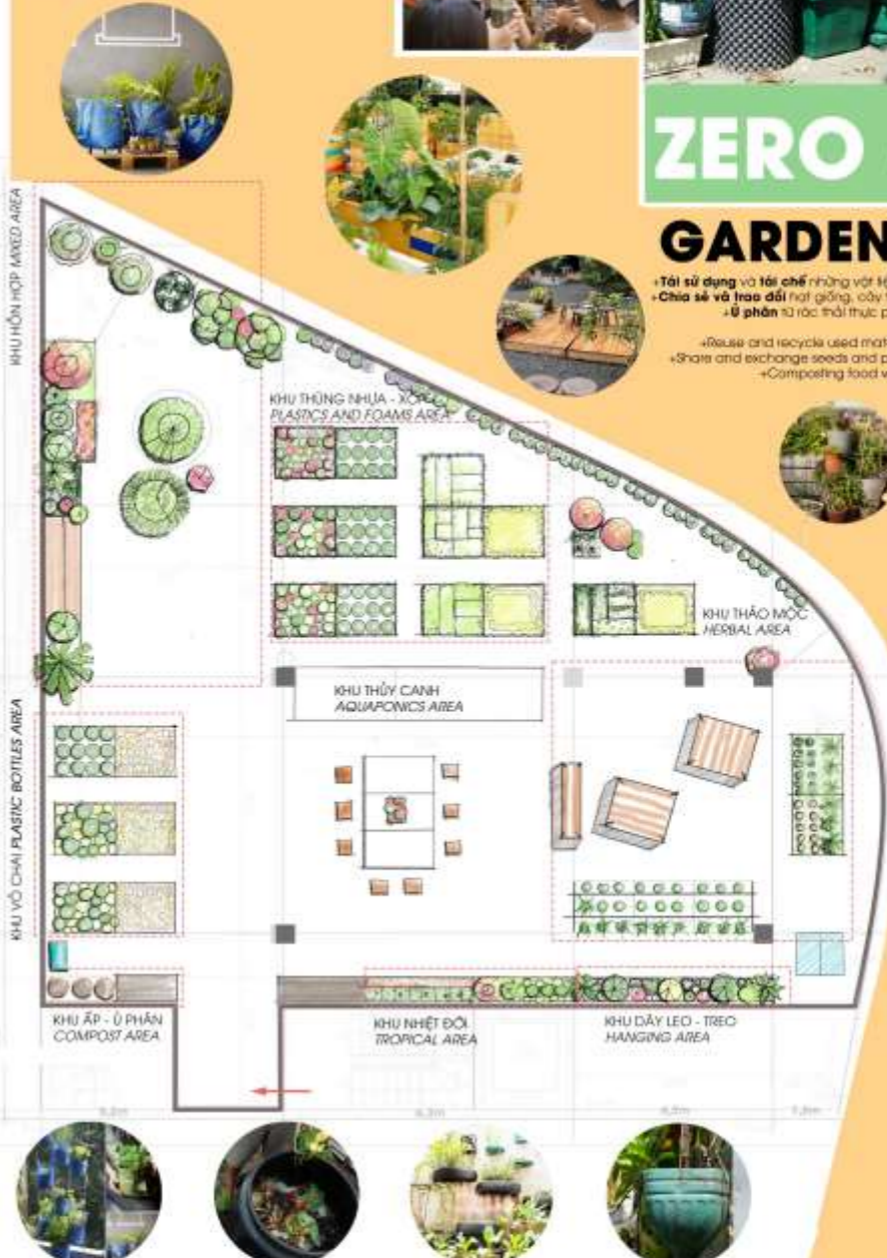 ZERO
GARDEN
+Tái sử dụng và tái chế những vật
+Chia sẻ và trao đổi hạt giống, cây
+Ủ phân từ rác thải thực
+Reuse and recycle used
+Share and exchange seeds and
+Composting food
KHU HỖN HỢP MIXED AREA
KHU THÙNG NHỰA - XỐP
PLASTICS AND FOAMS AREA
KHU THẢO MỘC
HERBAL AREA
KHU THỦY CANH
AQUAPONICS AREA
KHU VỎ CHAI PLASTIC BOTTLES AREA
KHU ẤP - Ủ PHÂN
COMPOST AREA
KHU NHIỆT ĐỚI
TROPICAL AREA
KHU DÂY LEO - TREO
HANGING AREA